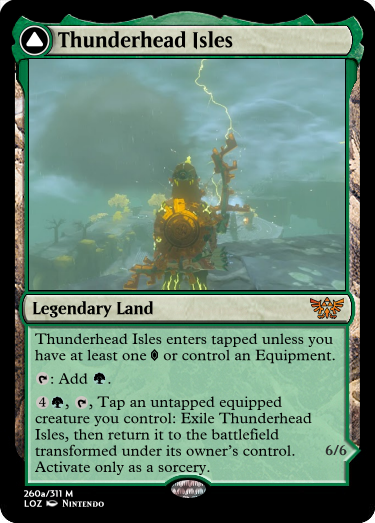 Thunderhead Isles
Legendary Land
Thunderhead Isles enters tapped unless you
have at least one or control an Equipment.
: Add .
4 , , Tap an untapped equipped
creature you control: Exile Thunderhead
Isles, then return it to the battlefield
transformed under its owner's control.
Activate only as a sorcery.
6/6
260a/311 M
LOZ Nintendo